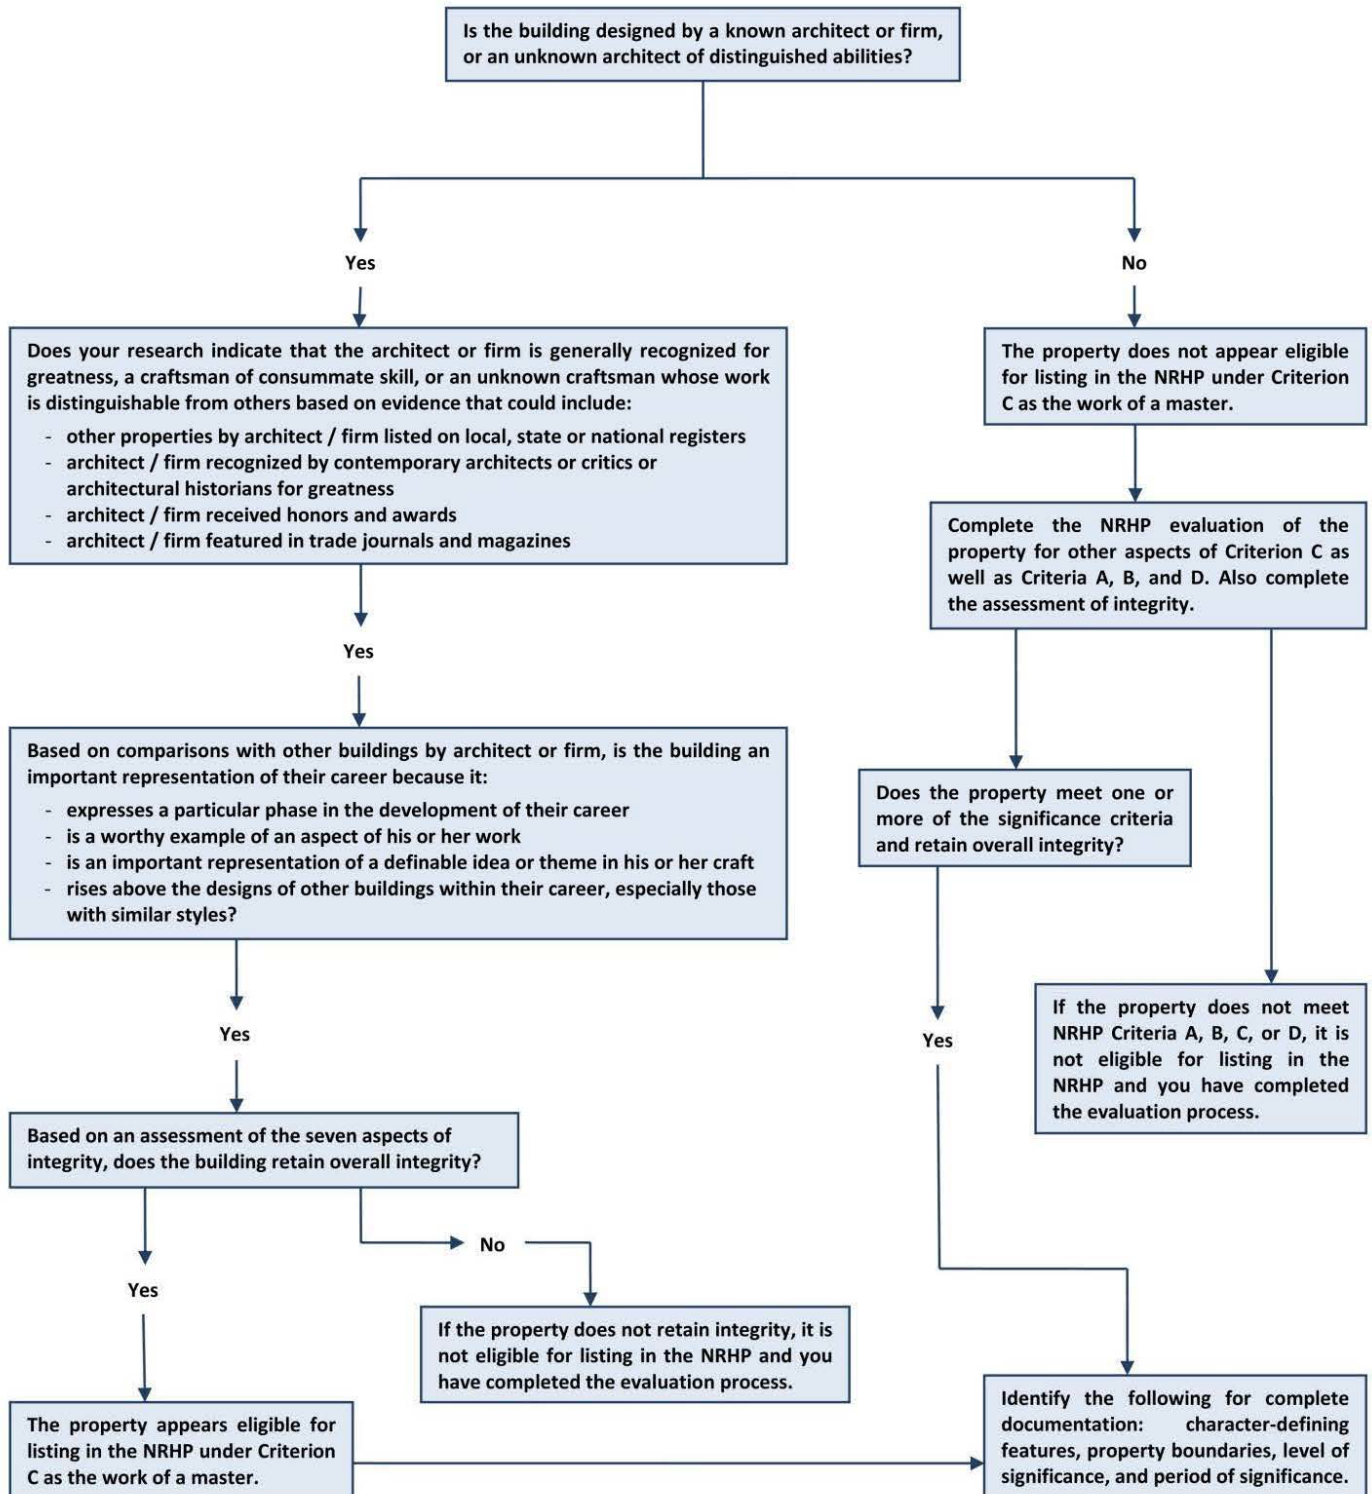 Is the building designed by a known architect or firm,
or an unknown architect of distinguished abilities?
Yes
No
Does your research indicate that the architect or firm is generally recognized for
greatness, a craftsman of consummate skill, or an unknown craftsman whose work
is distinguishable from others based on evidence that could include:
- other properties by architect / firm listed on local, state or national registers
- architect / firm recognized by contemporary architects or critics or
architectural historians for greatness
- architect / firm received honors and awards
- architect / firm featured in trade journals and magazines
The property does not appear eligible
for listing in the NRHP under Criterion
C as the work of a master.
Complete the NRHP evaluation of the
property for other aspects of Criterion C as
well as Criteria A, B, and D. Also complete
the assessment of integrity.
Yes
Based on comparisons with other buildings by architect or firm, is the building an
important representation of their career because it:
- expresses a particular phase in the development of their career
- is a worthy example of an aspect of his or her work
- is an important representation of a definable idea or theme in his or her craft
- rises above the designs of other buildings within their career, especially those
with similar styles?
Does the property meet one or
more of the significance criteria
and retain overall integrity?
Yes
Yes
If the property does not meet
NRHP Criteria A, B, C, or D, it is
not eligible for listing in the
NRHP and you have completed
the evaluation process.
Based on an assessment of the seven aspects of
integrity, does the building retain overall integrity?
No
Yes
If the property does not retain integrity, it is
not eligible for listing in the NRHP and you
have completed the evaluation process.
The property appears eligible for
listing in the NRHP under Criterion
C as the work of a master.
Identify the following for complete
documentation: character-defining
features, property boundaries, level of
significance, and period of significance.